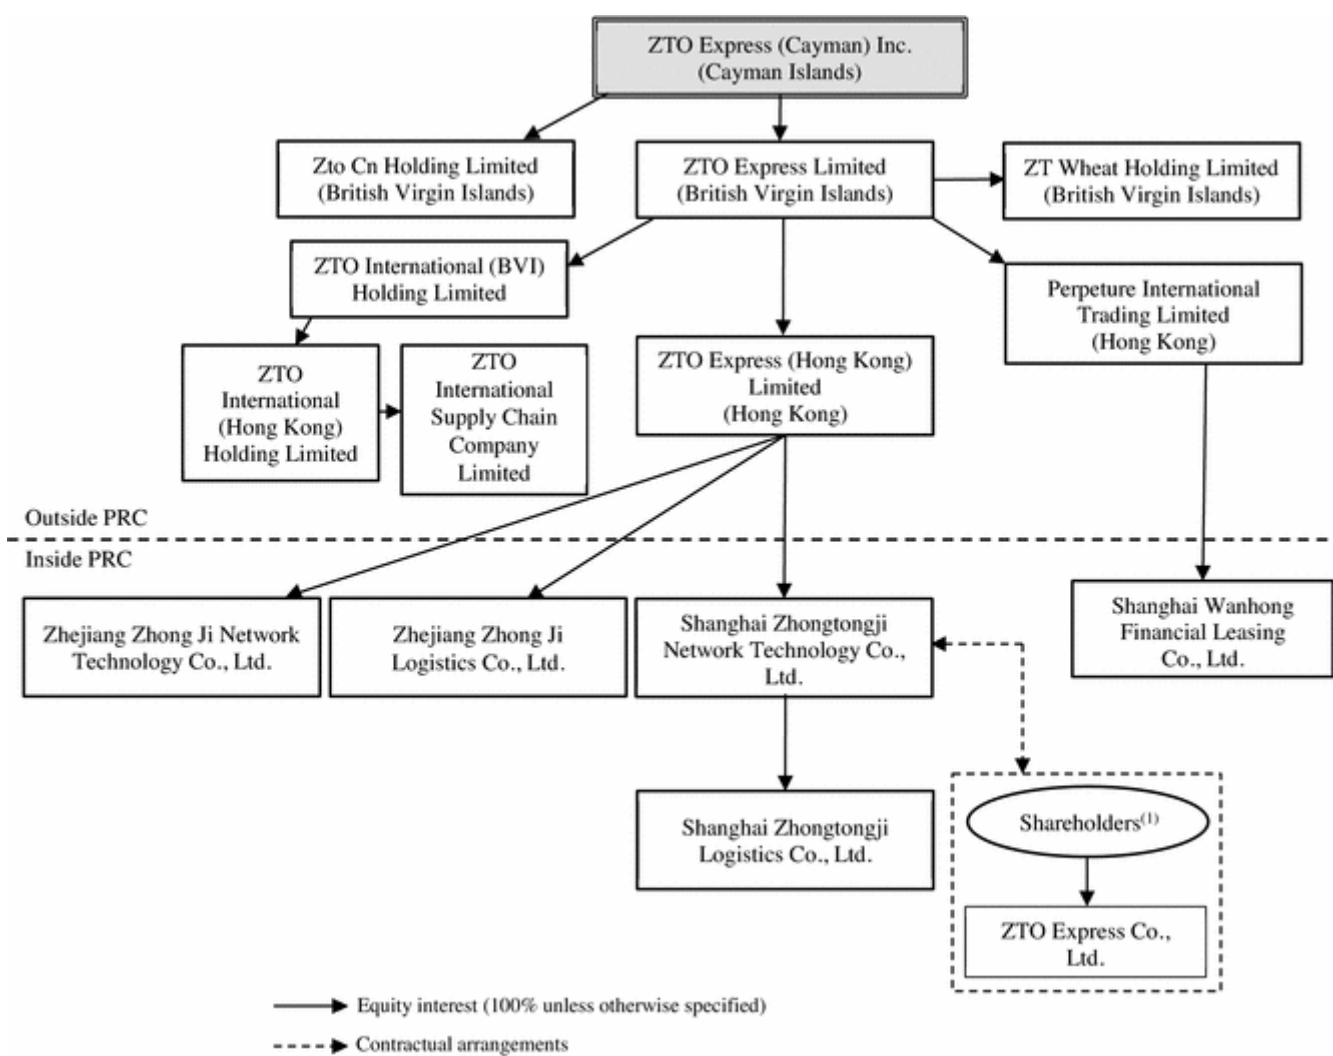 ZTO Express (Cayman) Inc.
(Cayman Islands)
Zto Cn Holding Limited
(British Virgin Islands)
ZTO Express Limited
(British Virgin Islands)
ZT Wheat Holding Limited
(British Virgin Islands)
ZTO International (BVI)
Holding Limited
Perpeture International
Trading Limited
(Hong Kong)
ZTO
International
(Hong Kong)
Holding Limited
ZTO
International
Supply Chain
Company
Limited
ZTO Express (Hong Kong)
Limited
(Hong Kong)
Outside PRC
Inside PRC
Zhejiang Zhong Ji Network
Technology Co., Ltd.
Zhejiang Zhong Ji
Logistics Co., Ltd.
Shanghai Zhongtongji
Network Technology Co.,
Ltd.
Shanghai Wanhong
Financial Leasing
Co., Ltd.
Shanghai Zhongtongji
Logistics Co., Ltd.
Shareholders(1)
ZTO Express Co.,
Ltd.
Equity interest (100% unless otherwise specified)
Contractual arrangements